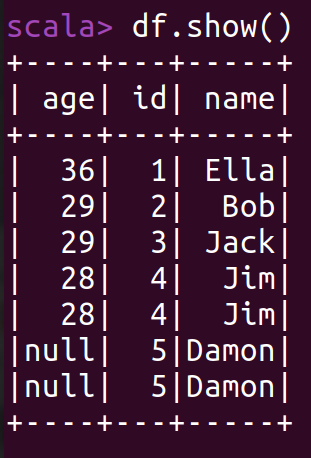 scala> df.show()
+----+---+-----+
| age| id| name|
+----+---+-----+
|  36|  1| Ella|
|  29|  2|  Bob|
|  29|  3| Jack|
|  28|  4|  Jim|
|  28|  4|  Jim|
|null|  5|Damon|
|null|  5|Damon|
+----+---+-----+